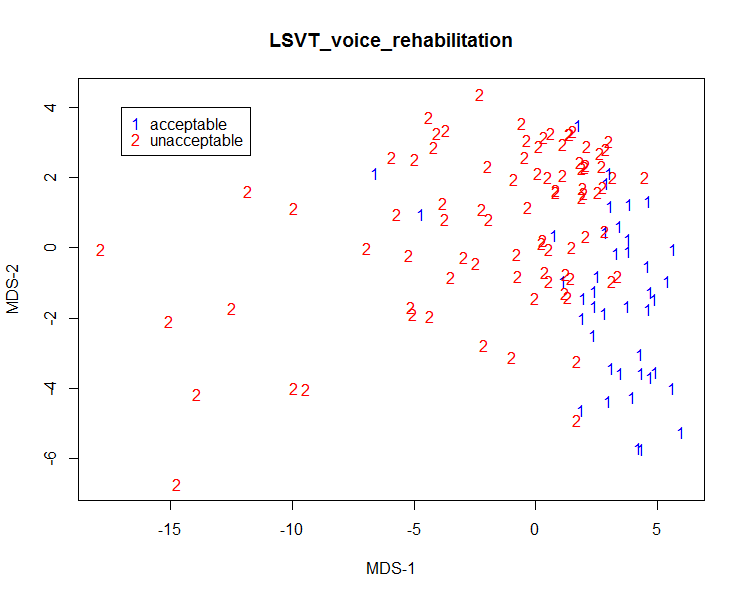 LSVT_voice_rehabilitation
1 acceptable
2 unacceptable
4
2
0
-2
-4
-6
MDS-2
-15 -10 -5 0 5
MDS-1